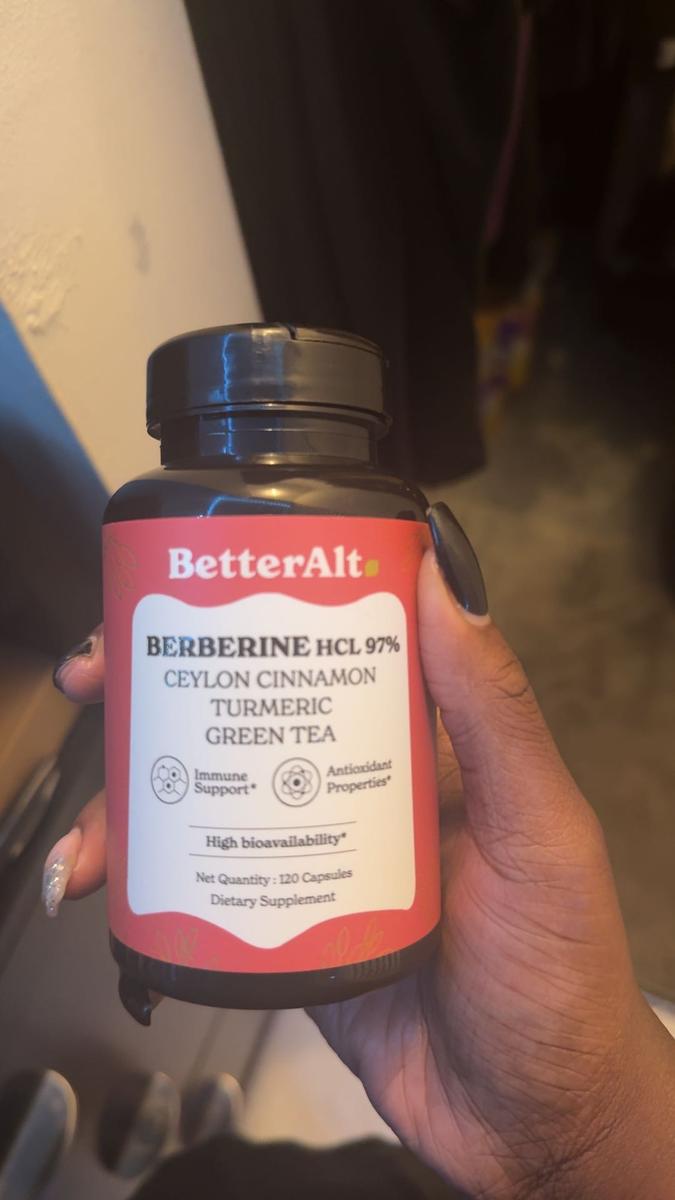 BetterAlt
BERBERINE HCL 97%
CEYLON CINNAMON
TURMERIC
GREEN TEA
Immune
Support*
Antioxidant
Properties*
High bioavailability*
Net Quantity : 120 Capsules
Dietary Supplement